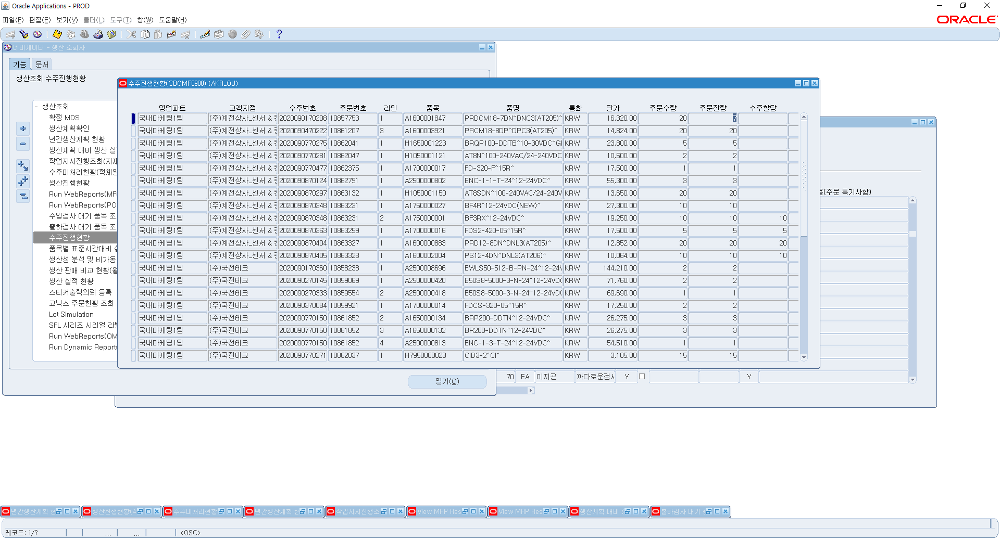 Oracle Applications - PROD
파일(F) 편집(E) 보기(V) 폴더(L) 도구(T) 창(W) 도움말(H)
ORACLE
네비게이터 - 생산 조회자
기능 문서
생산조회:수주진행현황
- 생산조회
확정 MDS
생산계획확인
년간생산계획 현황
생산계획 대비 생산
작업지시진행조회(자재
수주미처리현황(적체일
생산진행현황
Run WebReports(MF
Run WebReports(PO
수입검사 대기 품목 조
출하검사 대기 품목 조
수주진행현황
품목별 표준시간대비
생산성 분석 및 비가동
생산 판매 비교 현황(월
생산 실적 현황
스티커출력의뢰 등록
코닉스 주문현황 조회
Lot Simulation
SFL 시리즈 시리얼 라벨
Run WebReports(OM
Run Dynamic Reports
열기(O)
수주진행현황(CBOMF0900) (AKR_OU)
영업파트 고객지점 수주번호 주문번호 라인 품목 품명 통화 단가 주문수량 주문잔량 수주할당
국내마케팅1팀 (주)계전상사_센서 & 2020090170208 10857753 1 A1600001847 PRDCM18-7DN^DNC3(AT205)^ KRW 16,320.00 20 7
국내마케팅1팀 (주)계전상사_센서 & 2020090470222 10861207 3 A1600003921 PRCM18-8DP^DPC3(AT205)^ KRW 14,824.00 20 20
국내마케팅1팀 (주)계전상사_센서 & 2020090770275 10862041 1 H1650001223 BRQP100-DDTB^10-30VDC^G KRW 23,800.00 5 5
국내마케팅1팀 (주)계전상사_센서 & 2020090770281 10862047 1 H1050001121 AT8N^100-240VAC/24-240VDC KRW 10,500.00 2 2
국내마케팅1팀 (주)계전상사_센서 & 2020090770477 10862375 1 A1700000017 FD-320-F^15R^ KRW 17,500.00 1 1
국내마케팅1팀 (주)계전상사_센서 & 2020090870124 10862791 1 A2500000802 ENC-1-1-T-24^12-24VDC^ KRW 55,300.00 3 3
국내마케팅1팀 (주)계전상사_센서 & 2020090870297 10863132 1 H1050001150 AT8SDN^100-240VAC/24-240V KRW 13,650.00 20 20
국내마케팅1팀 (주)계전상사_센서 & 2020090870348 10863231 1 A1750000027 BF4R^12-24VDC(NEW)^ KRW 27,300.00 10 10
국내마케팅1팀 (주)계전상사_센서 & 2020090870348 10863231 2 A1750000001 BF3RX^12-24VDC^ KRW 19,250.00 10 10 10
국내마케팅1팀 (주)계전상사_센서 & 2020090870363 10863259 1 A1700000016 FDS2-420-05^15R^ KRW 17,500.00 5 5 5
국내마케팅1팀 (주)계전상사_센서 & 2020090870404 10863327 1 A1600000883 PRD12-8DN^DNL3(AT205)^ KRW 12,852.00 20 20 20
국내마케팅1팀 (주)계전상사_센서 & 2020090870405 10863328 1 A1600002004 PS12-4DN^DNL3(AT206)^ KRW 10,064.00 10 10 10
국내마케팅1팀 (주)국전테크 2020090170360 10858238 1 A2500008696 EWLS50-512-B-PN-24^12-24V KRW 144,210.00 2 2
국내마케팅1팀 (주)국전테크 2020090270145 10859069 1 A2500000420 E50S8-5000-3-N-24^12-24VDC KRW 71,760.00 2 2
국내마케팅1팀 (주)국전테크 2020090270333 10859554 2 A2500000418 E50S8-5000-3-N-24^12-24VDC KRW 69,690.00 1 1
국내마케팅1팀 (주)국전테크 2020090370084 10859921 1 A1700000014 FDCS-320-05^15R^ KRW 17,250.00 2 2
국내마케팅1팀 (주)국전테크 2020090770150 10861852 2 A1650000134 BRP200-DDTN^12-24VDC^ KRW 26,275.00 3 3
국내마케팅1팀 (주)국전테크 2020090770150 10861852 3 A1650000132 BR200-DDTN^12-24VDC^ KRW 26,275.00 3 3
국내마케팅1팀 (주)국전테크 2020090770150 10861852 4 A2500000813 ENC-1-3-T-24^12-24VDC^ KRW 54,510.00 1 1
국내마케팅1팀 (주)국전테크 2020090770271 10862037 1 H7950000023 CID3-2^CI^ KRW 3,105.00 15 15
(주문 특기사항)
70 EA 이지곤 까다로운검사 Y Y
년간생산계획 현 생산진행현황( 수주미처리현황 년간생산계획 현 작업지시진행조 View MRP Res View MRP Res 생산계획 대비 출하검사 대기
레코드: 1/? ... ... <OSC>